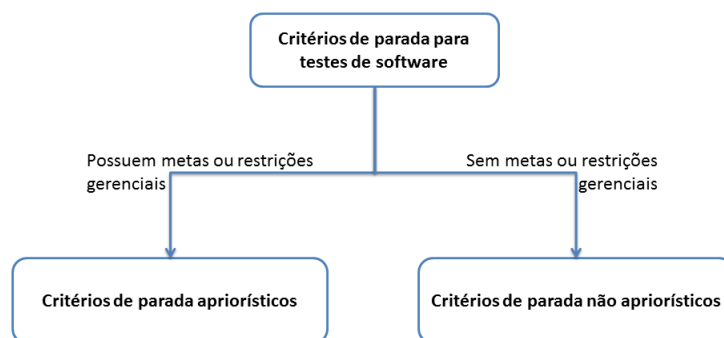 Critérios de parada para
testes de software
Possuem metas ou restrições
gerenciais
Sem metas ou restrições
gerenciais
Critérios de parada apriorísticos
Critérios de parada não apriorísticos